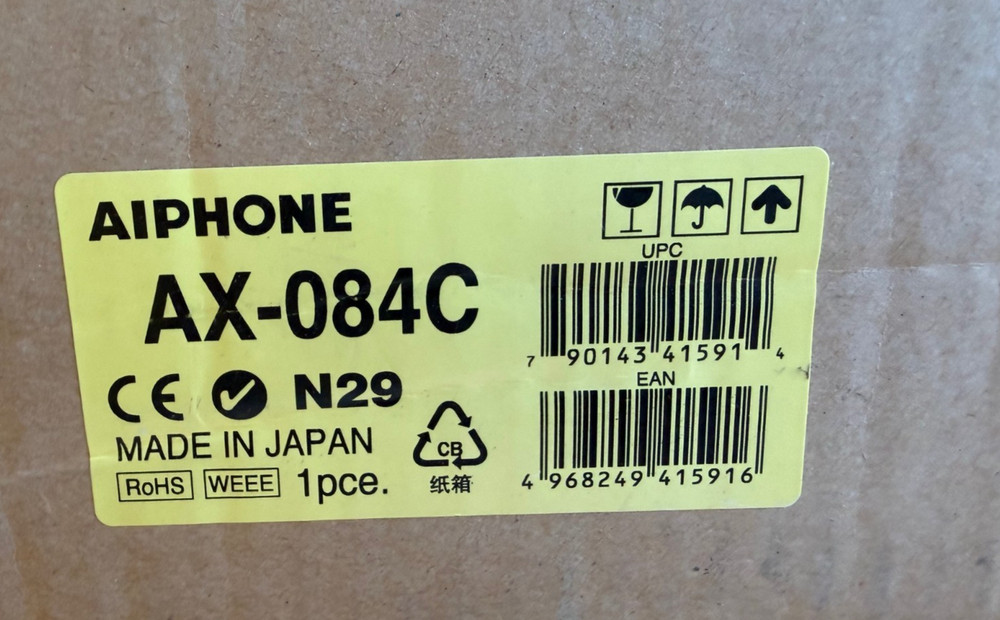 AIPHONE
AX-084C
CE N29
MADE IN JAPAN
RoHS WEEE 1pce.
CB
纸箱
UPC
7 90143 41591 4
EAN
4 968249 415916